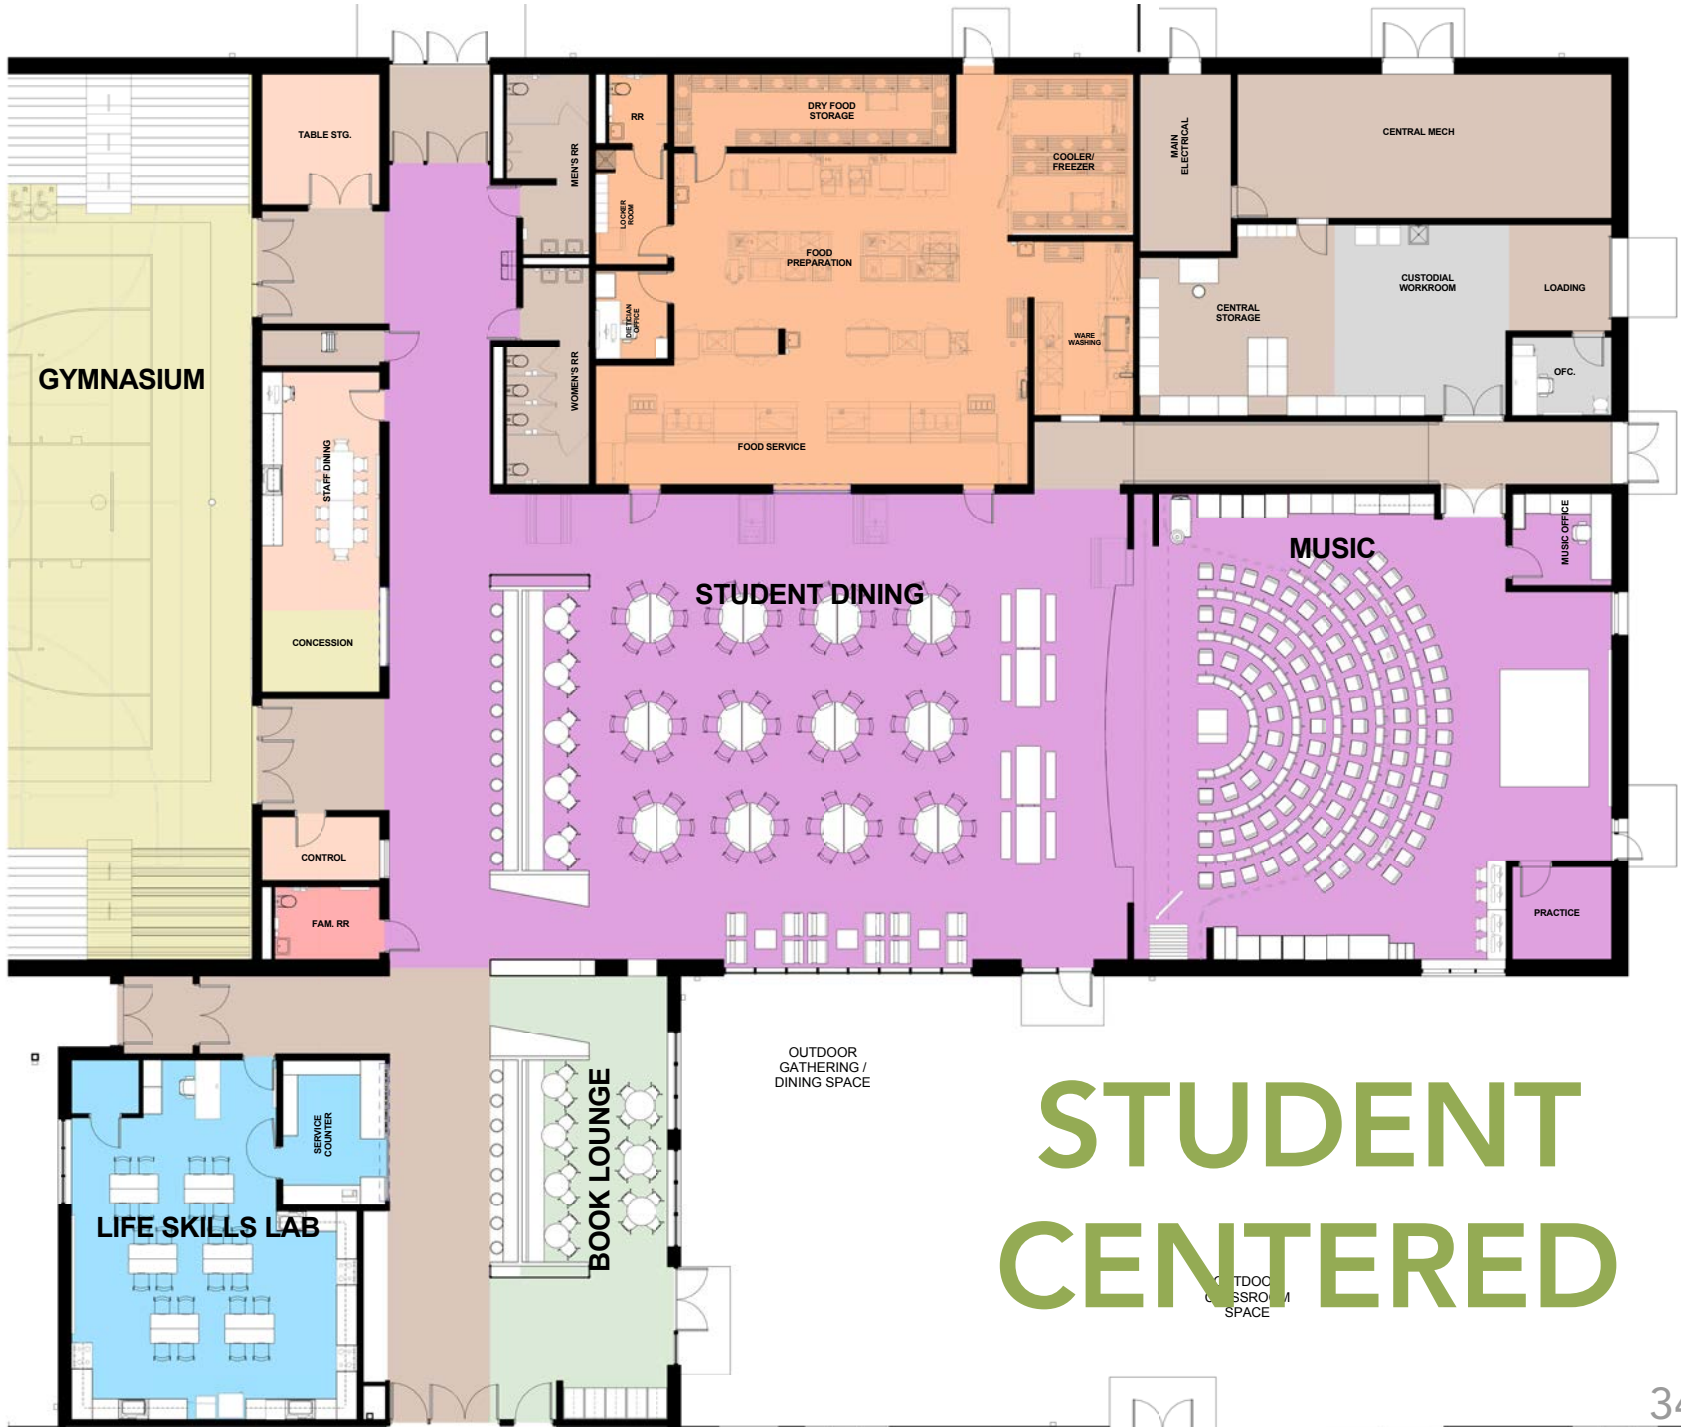 TABLE STG.
MEN'S RR
RR
DRY FOOD
STORAGE
COOLER/
FREEZER
MAIN
ELECTRICAL
CENTRAL MECH
LOCKER
ROOM
FOOD
PREPARATION
CUSTODIAL
WORKROOM
LOADING
CENTRAL
STORAGE
DIETICIAN
OFFICE
WARE
WASHING
OFC.
GYMNASIUM
WOMEN'S RR
STAFF DINING
FOOD SERVICE
MUSIC
MUSIC OFFICE
STUDENT DINING
CONCESSION
CONTROL
FAM. RR
PRACTICE
OUTDOOR
GATHERING /
DINING SPACE
SERVICE
COUNTER
BOOK LOUNGE
LIFE SKILLS LAB
STUDENT
CENTERED
OUTDOOR
CLASSROOM
SPACE
34